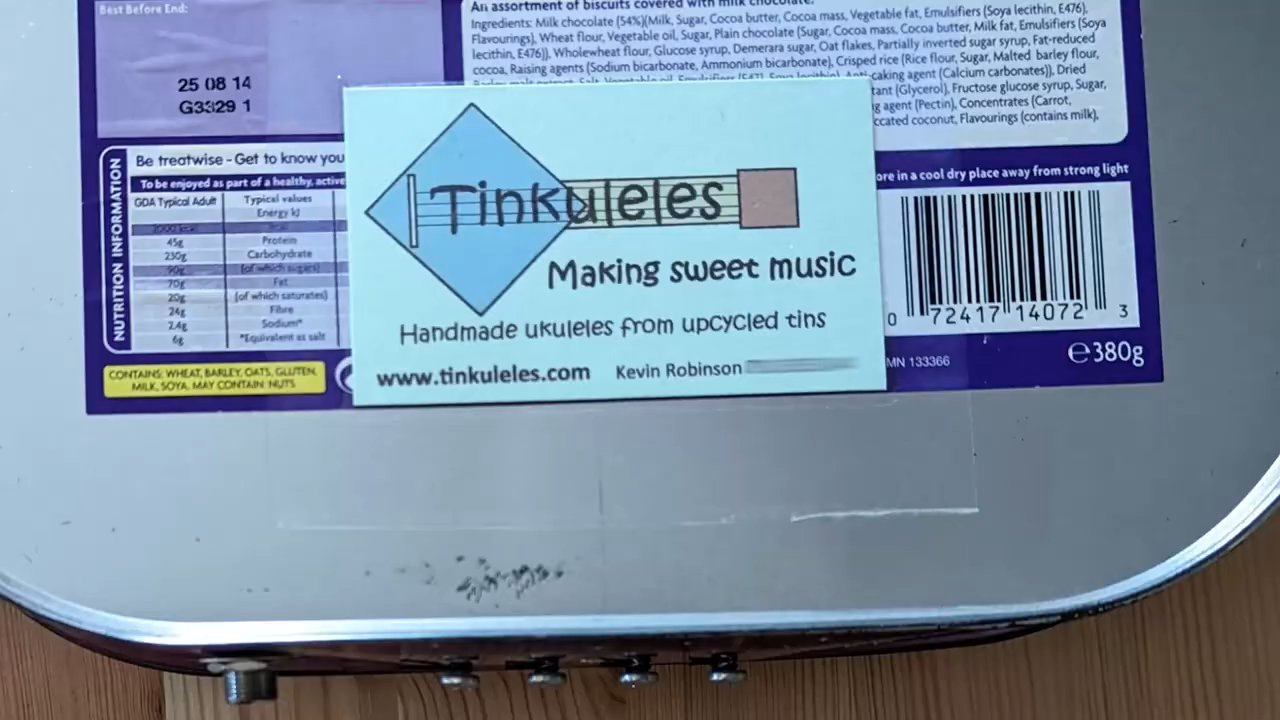 Best Before End:
25 08 14
G3329 1
An assortment of biscuits covered with milk chocolate.
Ingredients: Milk chocolate (54%)(Milk, Sugar, Cocoa butter, Cocoa mass, Vegetable fat, Emulsifiers (Soya lecithin, E476),
Flavourings), Wheat flour, Vegetable oil, Sugar, Plain chocolate (Sugar, Cocoa mass, Cocoa butter, Milk fat, Emulsifiers (Soya
lecithin, E476)), Wholewheat flour, Glucose syrup, Demerara sugar, Oat flakes, Partially inverted sugar syrup, Fat-reduced
cocoa, Raising agents (Sodium bicarbonate, Ammonium bicarbonate), Crisped rice (Rice flour, Sugar, Malted barley flour,
Barley malt extract, Salt, Vegetable oil, Emulsifiers (E471, Soya lecithin), Anti-caking agent (Calcium carbonates)), Dried
tant (Glycerol), Fructose glucose syrup, Sugar,
g agent (Pectin), Concentrates (Carrot,
ccated coconut, Flavourings (contains milk),
NUTRITION INFORMATION
Be treatwise - Get to know you
To be enjoyed as part of a healthy, active
GDA Typical Adult Typical values
Energy kJ
2000 kcal kcal
45g Protein
230g Carbohydrate
90g (of which sugars)
70g Fat
20g (of which saturates)
24g Fibre
2.4g Sodium*
6g *Equivalent as salt
CONTAINS: WHEAT, BARLEY, OATS, GLUTEN,
MILK, SOYA. MAY CONTAIN NUTS
Tinkuleles
Making sweet music
Handmade ukuleles from upcycled tins
www.tinkuleles.com Kevin Robinson
ore in a cool dry place away from strong light
0 72417 14072 3
MN 133366
℮380g